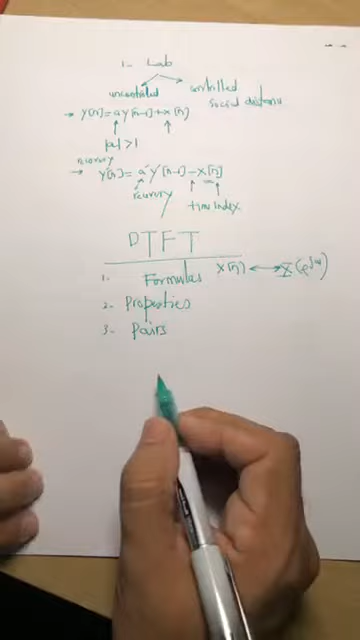 1- Lab
uncontrolled controlled
social distance
→ y[n] = a y[n-1] + x[n]
|a| > 1
recovery
→ y'[n] = a' y'[n-1] - x[n]
recovery
time index
DTFT
1- Formulas x[n] ↔ X(e^jω)
2- Properties
3- Pairs